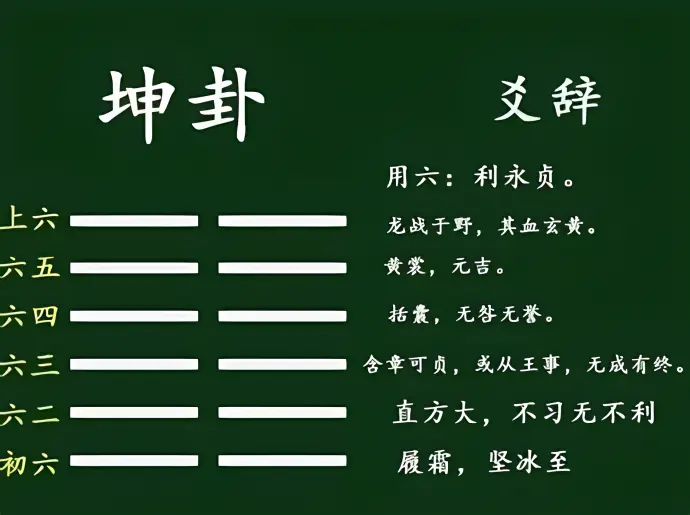 坤卦 爻辞
用六：利永贞。
上六 龙战于野，其血玄黄。
六五 黄裳，元吉。
六四 括囊，无咎无誉。
六三 含章可贞，或从王事，无成有终。
六二 直方大，不习无不利
初六 履霜，坚冰至